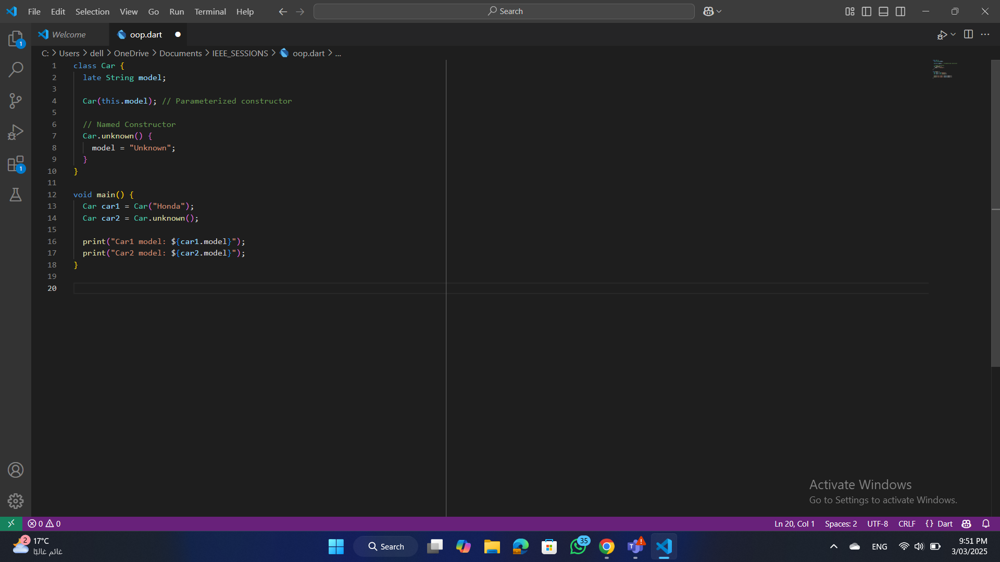 File Edit Selection View Go Run Terminal Help
Search
1
Welcome
oop.dart
C: > Users > dell > OneDrive > Documents > IEEE_SESSIONS > oop.dart > ...
1 class Car {
2 late String model;
3
4 Car(this.model); // Parameterized constructor
5
6 // Named Constructor
7 Car.unknown() {
8 model = "Unknown";
9 }
10 }
11
12 void main() {
13 Car car1 = Car("Honda");
14 Car car2 = Car.unknown();
15
16 print("Car1 model: ${car1.model}");
17 print("Car2 model: ${car2.model}");
18 }
19
20
1
Activate Windows
Go to Settings to activate Windows.
0 0 Ln 20, Col 1 Spaces: 2 UTF-8 CRLF {} Dart
2 17°C
غائم غالبًا
Search
35
T
ENG
9:51 PM
3/03/2025